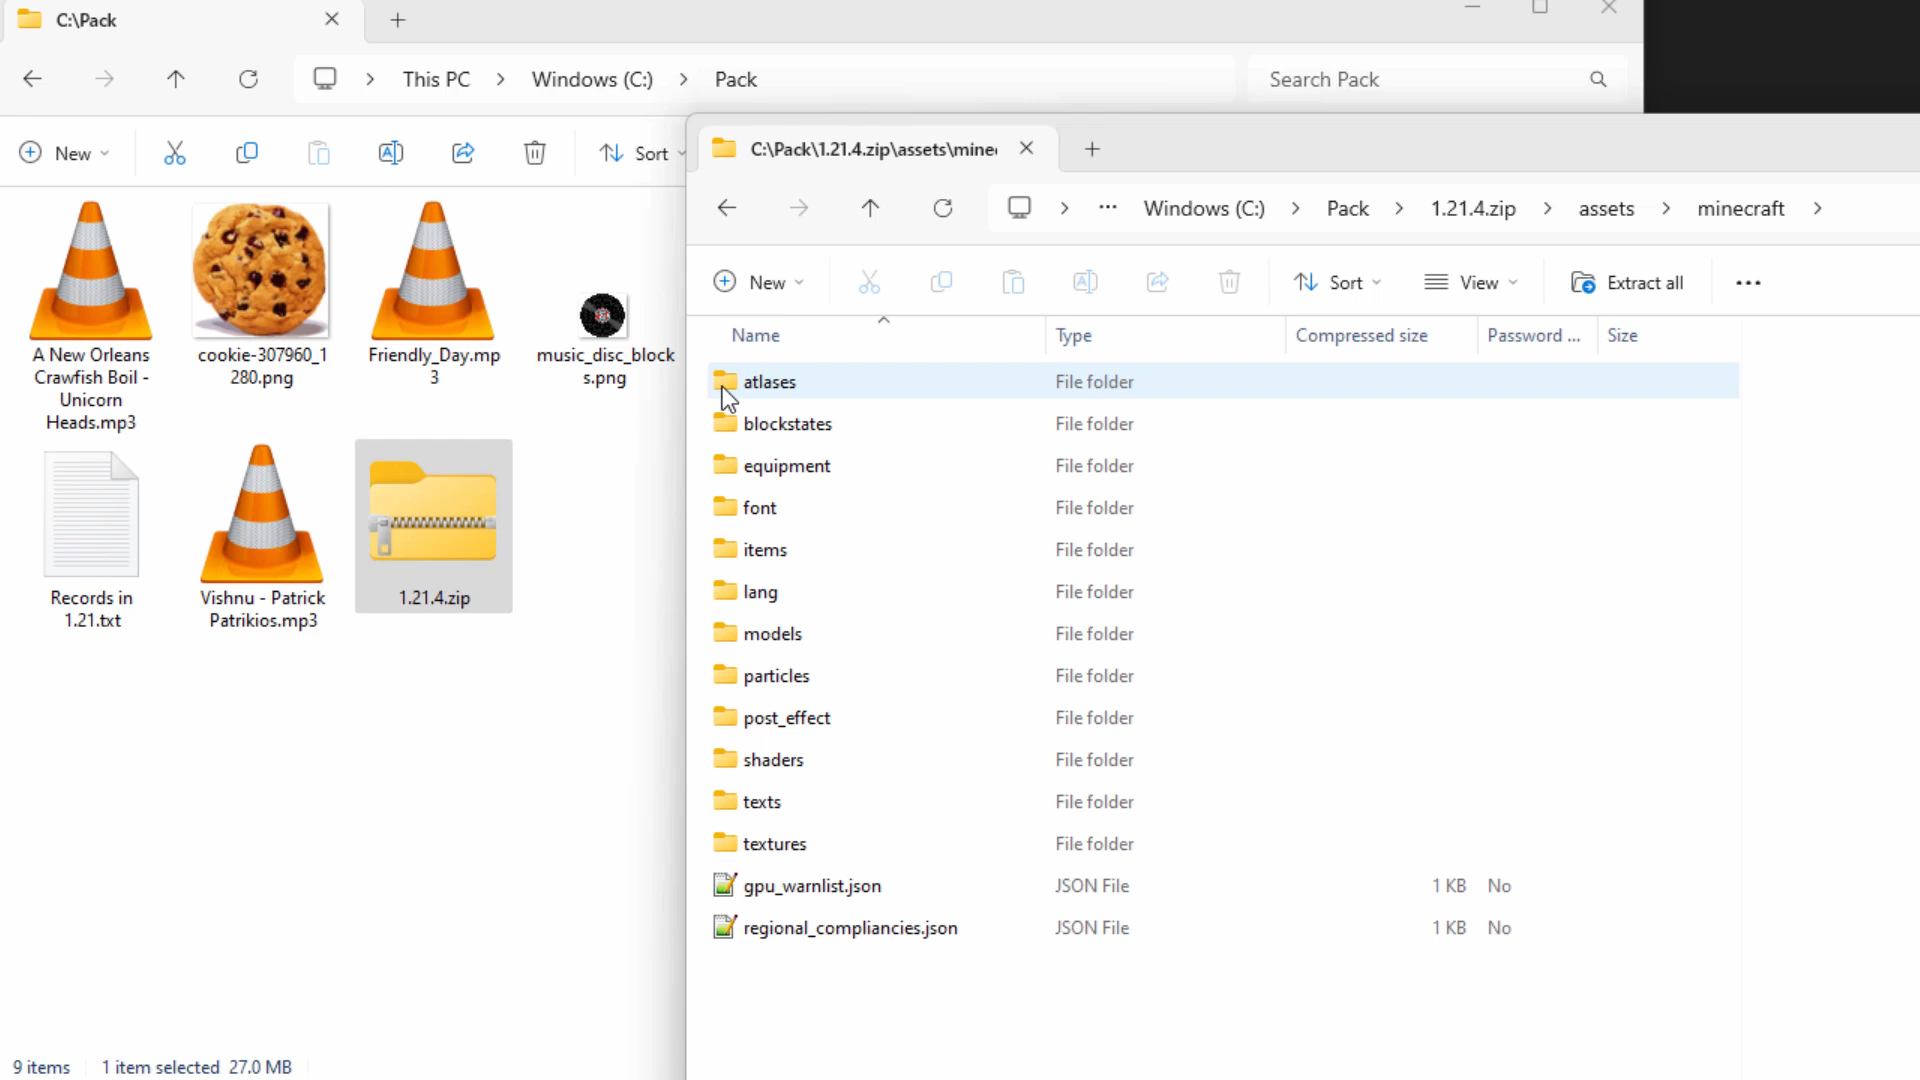 C:\Pack
This PC
Windows (C:)
Pack
Search Pack
New
Sort
A New Orleans
Crawfish Boil -
Unicorn
Heads.mp3
cookie-307960_1
280.png
Friendly_Day.mp
3
music_disc_block
s.png
Records in
1.21.txt
Vishnu - Patrick
Patrikios.mp3
1.21.4.zip
9 items
1 item selected 27.0 MB
C:\Pack\1.21.4.zip\assets\mine
Windows (C:)
Pack
1.21.4.zip
assets
minecraft
New
Sort
View
Extract all
Name Type Compressed size Password ... Size
atlases File folder
blockstates File folder
equipment File folder
font File folder
items File folder
lang File folder
models File folder
particles File folder
post_effect File folder
shaders File folder
texts File folder
textures File folder
gpu_warnlist.json JSON File 1 KB No
regional_compliancies.json JSON File 1 KB No